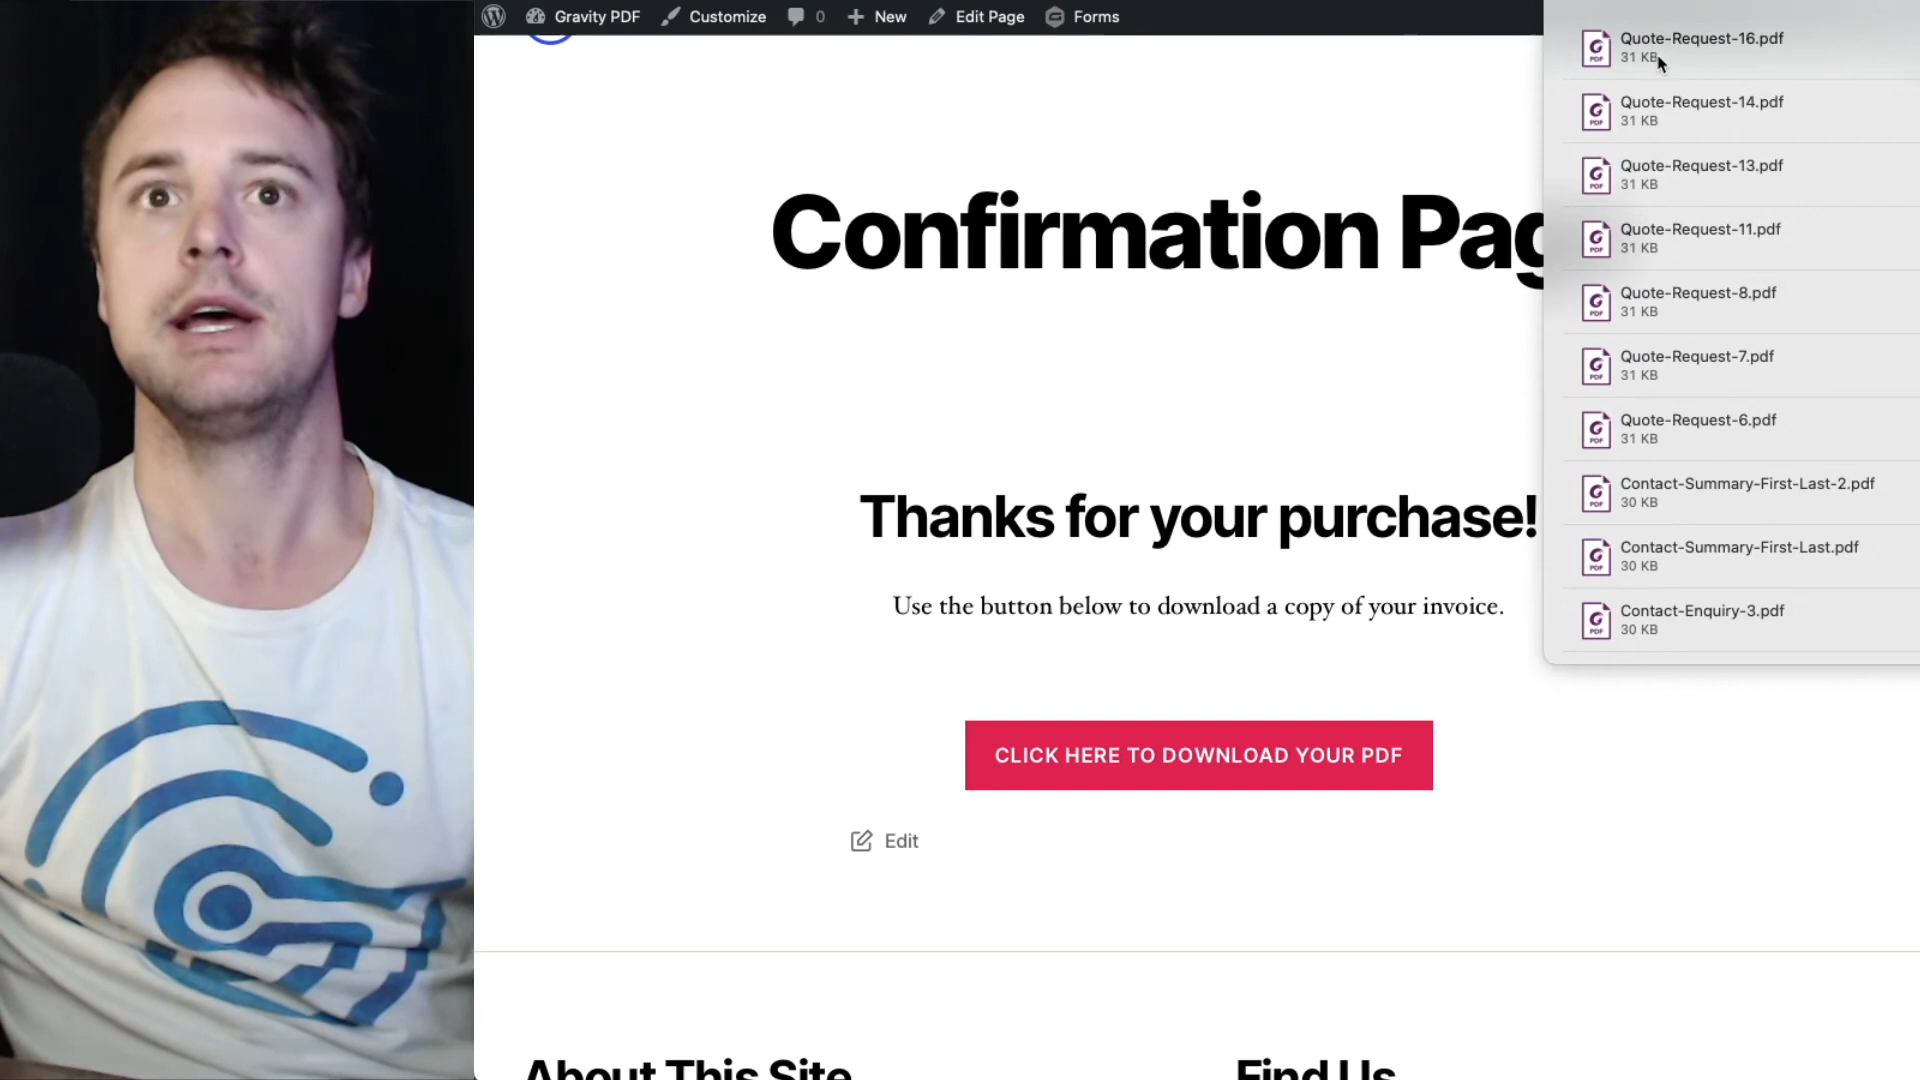 Gravity PDF
Customize
0
New
Edit Page
Forms
Confirmation Pag
Thanks for your purchase!
Use the button below to download a copy of your invoice.
CLICK HERE TO DOWNLOAD YOUR PDF
Edit
About This Site
Find Us
Quote-Request-16.pdf
31 KB
Quote-Request-14.pdf
31 KB
Quote-Request-13.pdf
31 KB
Quote-Request-11.pdf
31 KB
Quote-Request-8.pdf
31 KB
Quote-Request-7.pdf
31 KB
Quote-Request-6.pdf
31 KB
Contact-Summary-First-Last-2.pdf
30 KB
Contact-Summary-First-Last.pdf
30 KB
Contact-Enquiry-3.pdf
30 KB